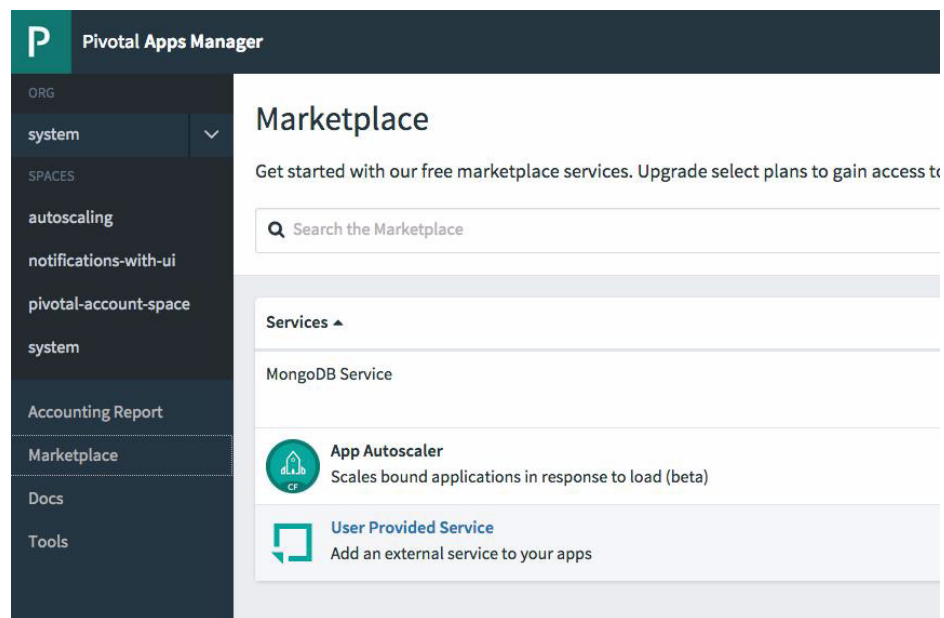 P Pivotal Apps Manager
ORG
system
SPACES
autoscaling
notifications-with-ui
pivotal-account-space
system
Accounting Report
Marketplace
Docs
Tools
Marketplace
Get started with our free marketplace services. Upgrade select plans to gain access to
Search the Marketplace
Services
MongoDB Service
CF
App Autoscaler
Scales bound applications in response to load (beta)
User Provided Service
Add an external service to your apps